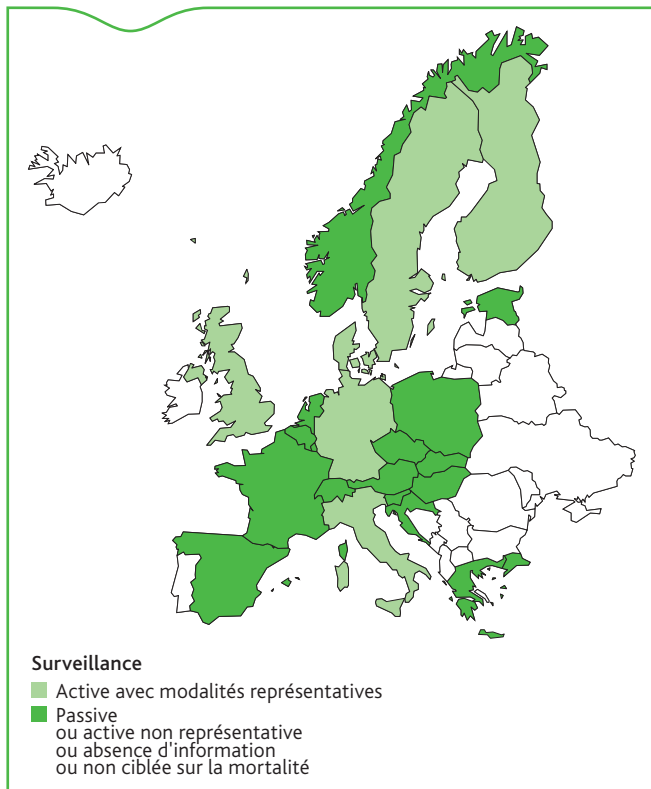 Surveillance
Active avec modalités représentatives
Passive
ou active non représentative
ou absence d'information
ou non ciblée sur la mortalité